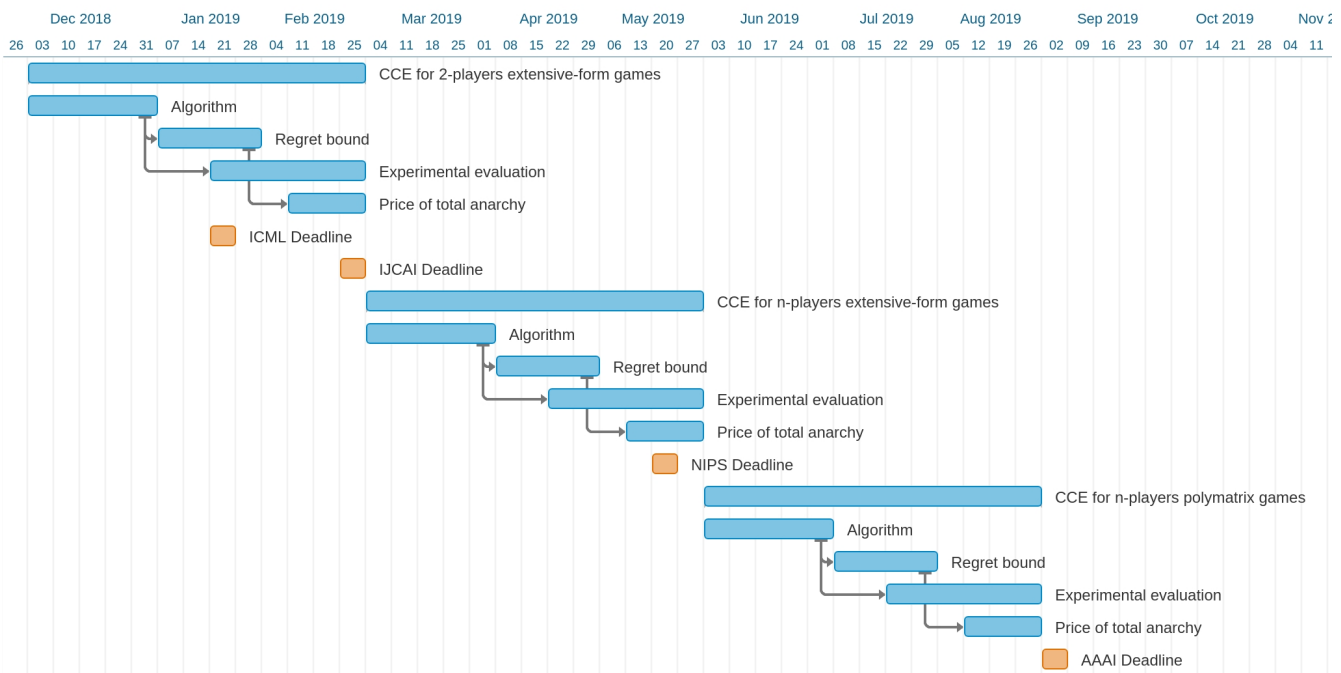 Dec 2018 Jan 2019 Feb 2019 Mar 2019 Apr 2019 May 2019 Jun 2019 Jul 2019 Aug 2019 Sep 2019 Oct 2019 Nov 2
26 03 10 17 24 31 07 14 21 28 04 11 18 25 04 11 18 25 01 08 15 22 29 06 13 20 27 03 10 17 24 01 08 15 22 29 05 12 19 26 02 09 16 23 30 07 14 21 28 04 11
CCE for 2-players extensive-form games
Algorithm
Regret bound
Experimental evaluation
Price of total anarchy
ICML Deadline
IJCAI Deadline
CCE for n-players extensive-form games
Algorithm
Regret bound
Experimental evaluation
Price of total anarchy
NIPS Deadline
CCE for n-players polymatrix games
Algorithm
Regret bound
Experimental evaluation
Price of total anarchy
AAAI Deadline